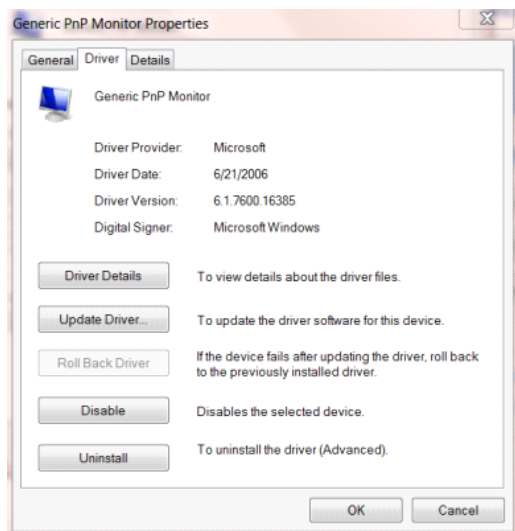 Generic PnP Monitor Properties
General Driver Details
Generic PnP Monitor
Driver Provider: Microsoft
Driver Date: 6/21/2006
Driver Version: 6.1.7600.16385
Digital Signer: Microsoft Windows
Driver Details To view details about the driver files.
Update Driver... To update the driver software for this device.
Roll Back Driver If the device fails after updating the driver, roll back
to the previously installed driver.
Disable Disables the selected device.
Uninstall To uninstall the driver (Advanced).
OK Cancel